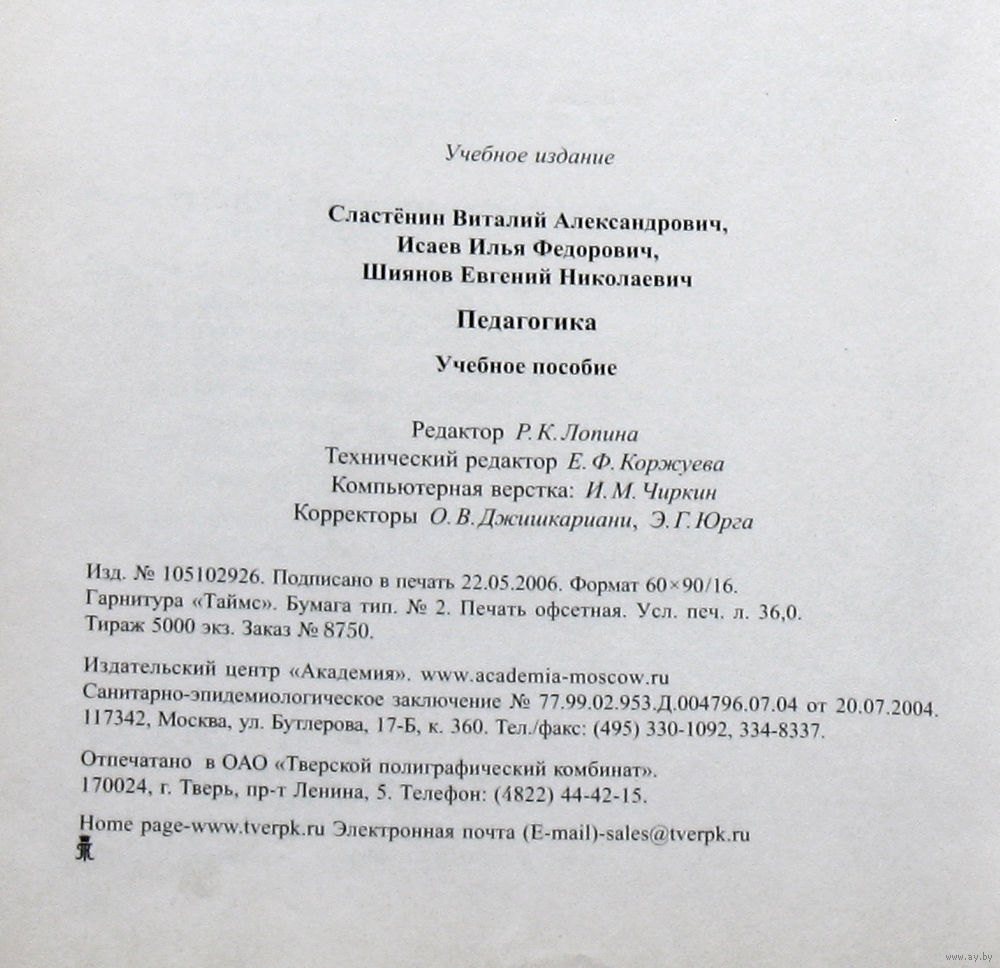 Учебное издание
Сластёнин Виталий Александрович,
Исаев Илья Федорович,
Шиянов Евгений Николаевич
Педагогика
Учебное пособие
Редактор Р. К. Лопина
Технический редактор Е. Ф. Коржуева
Компьютерная верстка: И. М. Чиркин
Корректоры О. В. Джишкариани, Э. Г. Юрга
Изд. № 105102926. Подписано в печать 22.05.2006. Формат 60×90/16.
Гарнитура «Таймс». Бумага тип. № 2. Печать офсетная. Усл. печ. л. 36,0.
Тираж 5000 экз. Заказ № 8750.
Издательский центр «Академия». www.academia-moscow.ru
Санитарно-эпидемиологическое заключение № 77.99.02.953.Д.004796.07.04 от 20.07.2004.
117342, Москва, ул. Бутлерова, 17-Б, к. 360. Тел./факс: (495) 330-1092, 334-8337.
Отпечатано в ОАО «Тверской полиграфический комбинат».
170024, г. Тверь, пр-т Ленина, 5. Телефон: (4822) 44-42-15.
Home page-www.tverpk.ru Электронная почта (E-mail)-sales@tverpk.ru
www.ay.by